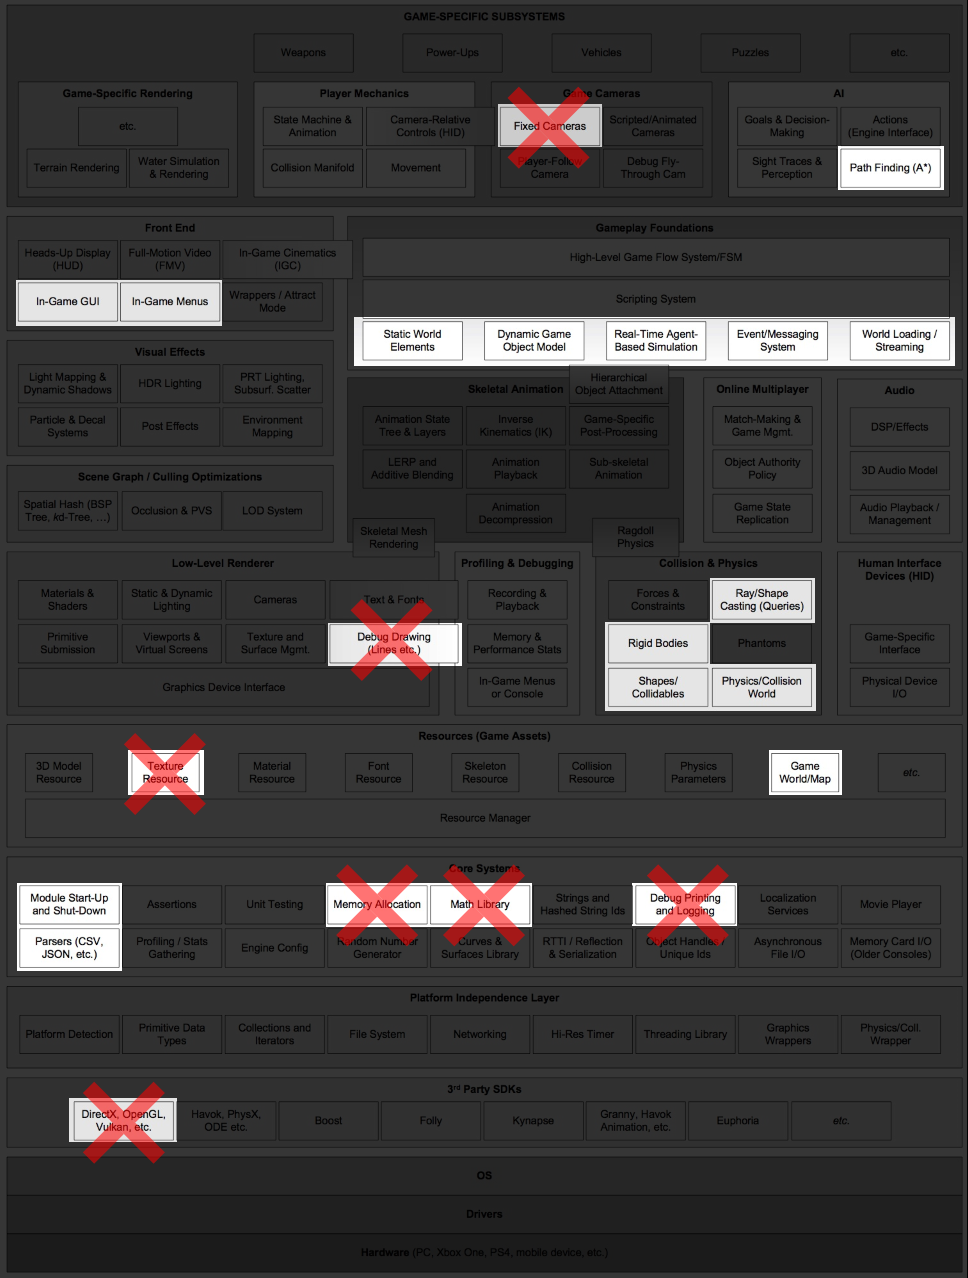 GAME-SPECIFIC SUBSYSTEMS
Weapons
Power-Ups
Vehicles
Puzzles
etc.
Game-Specific Rendering
etc.
Terrain Rendering
Water Simulation
& Rendering
Player Mechanics
State Machine &
Animation
Camera-Relative
Controls (HID)
Collision Manifold
Movement
Game Cameras
Fixed Cameras
Scripted/Animated
Cameras
Player-Follow
Camera
Debug Fly-
Through Cam
AI
Goals & Decision-
Making
Actions
(Engine Interface)
Sight Traces &
Perception
Path Finding (A*)
Front End
Heads-Up Display
(HUD)
Full-Motion Video
(FMV)
In-Game Cinematics
(IGC)
In-Game GUI
In-Game Menus
Wrappers / Attract
Mode
Gameplay Foundations
High-Level Game Flow System/FSM
Scripting System
Static World
Elements
Dynamic Game
Object Model
Real-Time Agent-
Based Simulation
Event/Messaging
System
World Loading /
Streaming
Visual Effects
Light Mapping &
Dynamic Shadows
HDR Lighting
PRT Lighting,
Subsurf. Scatter
Particle & Decal
Systems
Post Effects
Environment
Mapping
Skeletal Animation
Hierarchical
Object Attachment
Animation State
Tree & Layers
Inverse
Kinematics (IK)
Game-Specific
Post-Processing
LERP and
Additive Blending
Animation
Playback
Sub-skeletal
Animation
Animation
Decompression
Online Multiplayer
Match-Making &
Game Mgmt.
Object Authority
Policy
Game State
Replication
Audio
DSP/Effects
3D Audio Model
Audio Playback /
Management
Scene Graph / Culling Optimizations
Spatial Hash (BSP
Tree, kd-Tree, ...)
Occlusion & PVS
LOD System
Skeletal Mesh
Rendering
Ragdoll
Physics
Low-Level Renderer
Materials &
Shaders
Static & Dynamic
Lighting
Cameras
Text & Fonts
Primitive
Submission
Viewports &
Virtual Screens
Texture and
Surface Mgmt.
Debug Drawing
(Lines etc.)
Graphics Device Interface
Profiling & Debugging
Recording &
Playback
Memory &
Performance Stats
In-Game Menus
or Console
Collision & Physics
Forces &
Constraints
Ray/Shape
Casting (Queries)
Rigid Bodies
Phantoms
Shapes/
Collidables
Physics/Collision
World
Human Interface
Devices (HID)
Game-Specific
Interface
Physical Device
I/O
Resources (Game Assets)
3D Model
Resource
Texture
Resource
Material
Resource
Font
Resource
Skeleton
Resource
Collision
Resource
Physics
Parameters
Game
World/Map
etc.
Resource Manager
Core Systems
Module Start-Up
and Shut-Down
Assertions
Unit Testing
Memory Allocation
Math Library
Strings and
Hashed String Ids
Debug Printing
and Logging
Localization
Services
Movie Player
Parsers (CSV,
JSON, etc.)
Profiling / Stats
Gathering
Engine Config
Random Number
Generator
Curves &
Surfaces Library
RTTI / Reflection
& Serialization
Object Handles /
Unique Ids
Asynchronous
File I/O
Memory Card I/O
(Older Consoles)
Platform Independence Layer
Platform Detection
Primitive Data
Types
Collections and
Iterators
File System
Networking
Hi-Res Timer
Threading Library
Graphics
Wrappers
Physics/Coll.
Wrapper
3rd Party SDKs
DirectX, OpenGL,
Vulkan, etc.
Havok, PhysX,
ODE etc.
Boost
Folly
Kynapse
Granny, Havok
Animation, etc.
Euphoria
etc.
OS
Drivers
Hardware (PC, Xbox One, PS4, mobile device, etc.)